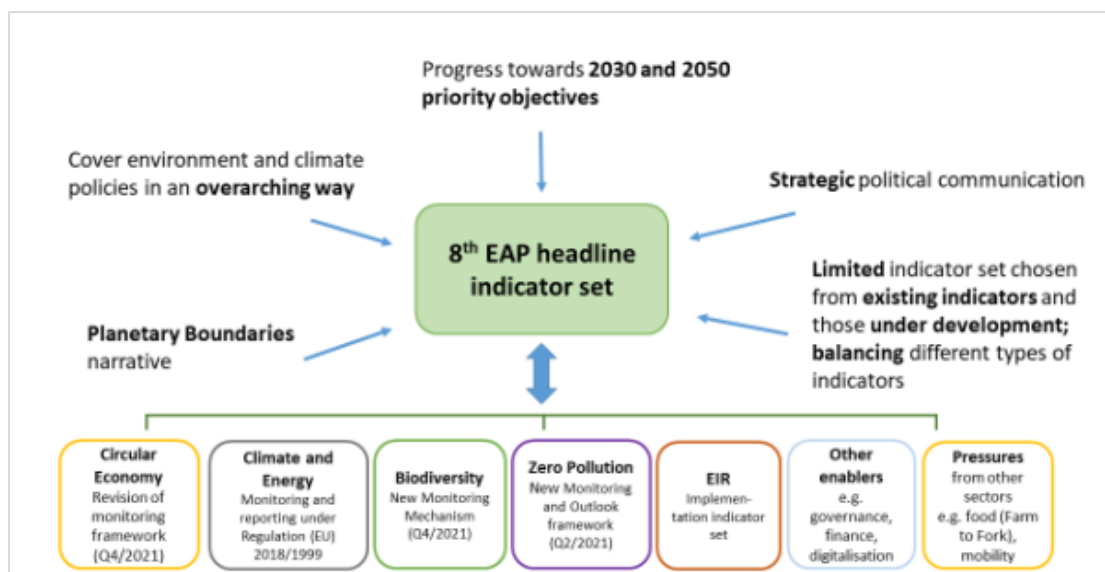 Progress towards 2030 and 2050
priority objectives
Cover environment and climate
policies in an overarching way
Strategic political communication
8th EAP headline
indicator set
Limited indicator set chosen
from existing indicators and
those under development;
balancing different types of
indicators
Planetary Boundaries
narrative
Circular
Economy
Revision of
monitoring
framework
(Q4/2021)
Climate and
Energy
Monitoring and
reporting under
Regulation (EU)
2018/1999
Biodiversity
New Monitoring
Mechanism
(Q4/2021)
Zero Pollution
New Monitoring
and Outlook
framework
(Q2/2021)
EIR
Implemen-
tation indicator
set
Other
enablers
e.g.
governance,
finance,
digitalisation
Pressures
from other
sectors
e.g. food (Farm
to Fork),
mobility